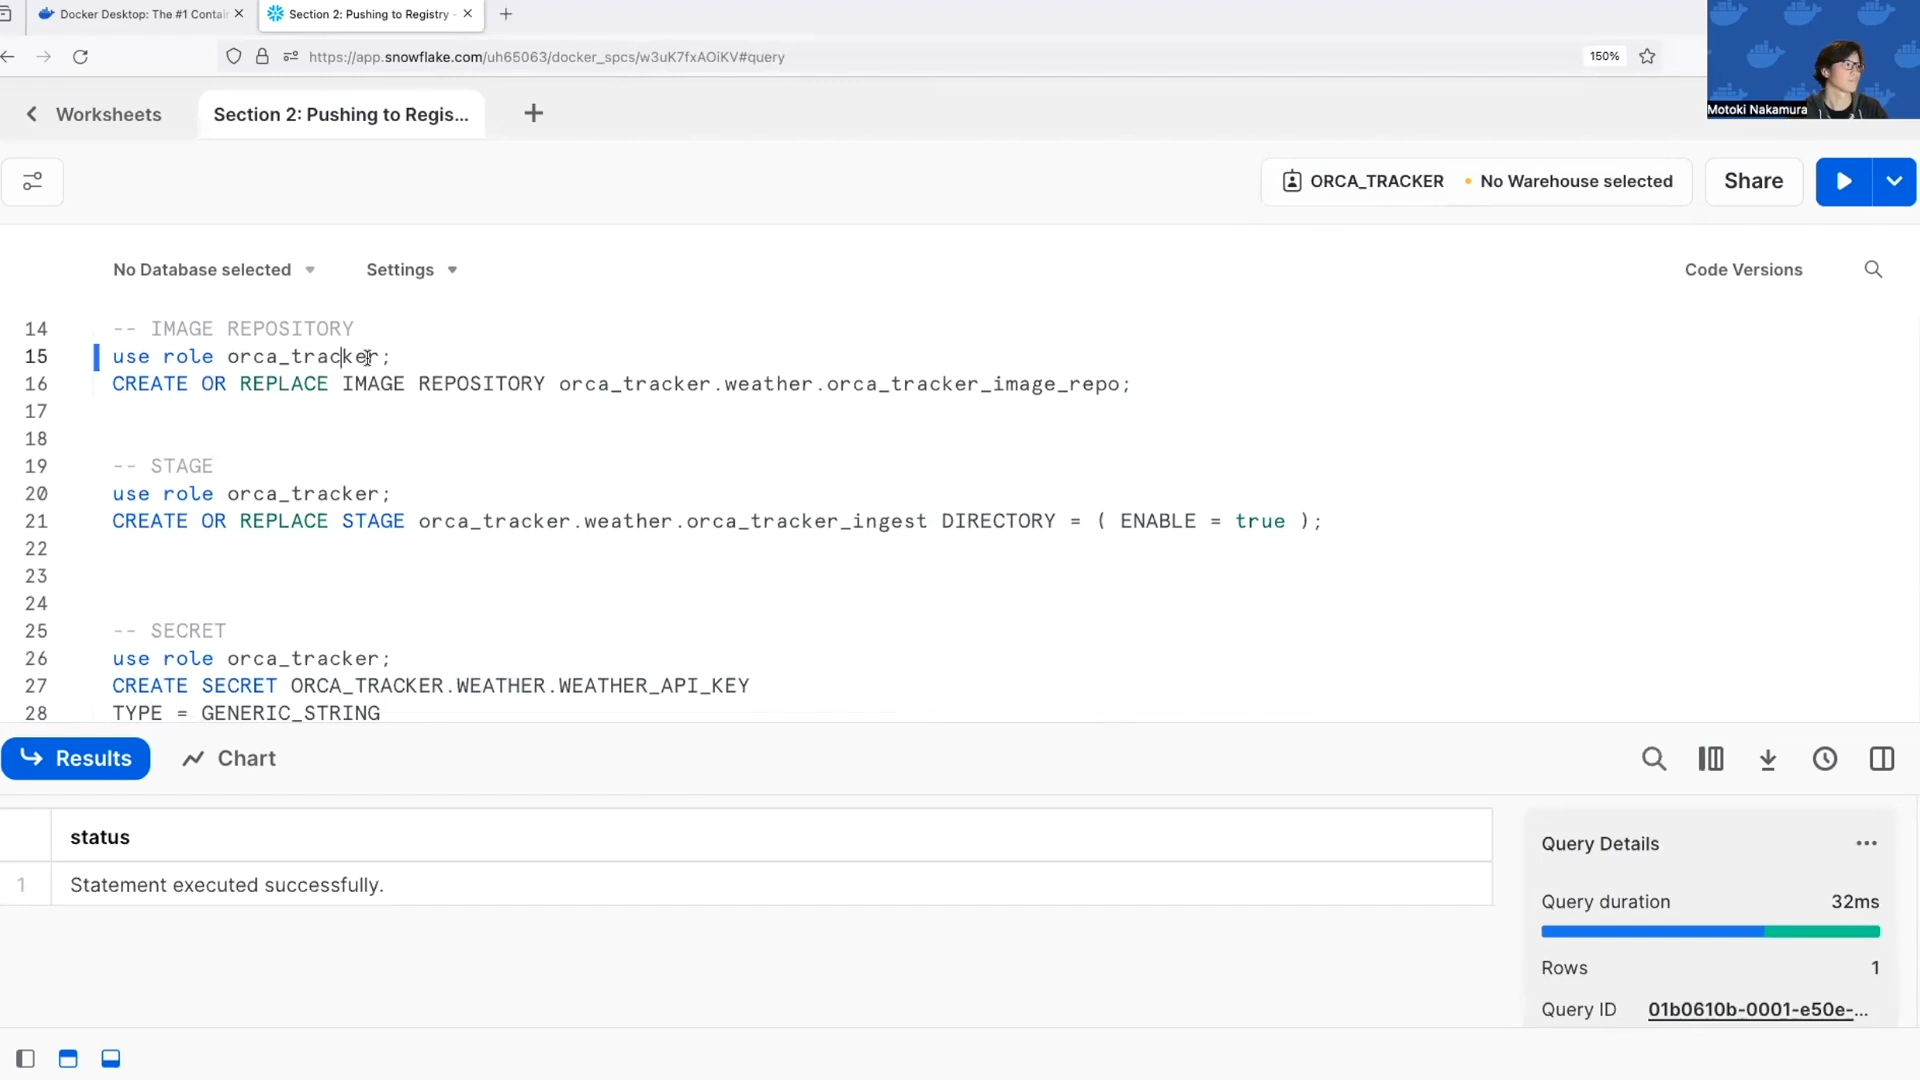 Docker Desktop: The #1 Contai
Section 2: Pushing to Registry -
https://app.snowflake.com/uh65063/docker_spcs/w3uK7fxAOiKV#query
150%
Motoki Nakamura
Worksheets
Section 2: Pushing to Regis...
ORCA_TRACKER
No Warehouse selected
Share
No Database selected
Settings
Code Versions
14 -- IMAGE REPOSITORY
15 use role orca_tracker;
16 CREATE OR REPLACE IMAGE REPOSITORY orca_tracker.weather.orca_tracker_image_repo;
17
18
19 -- STAGE
20 use role orca_tracker;
21 CREATE OR REPLACE STAGE orca_tracker.weather.orca_tracker_ingest DIRECTORY = ( ENABLE = true );
22
23
24
25 -- SECRET
26 use role orca_tracker;
27 CREATE SECRET ORCA_TRACKER.WEATHER.WEATHER_API_KEY
28 TYPE = GENERIC_STRING
Results
Chart
status
1 Statement executed successfully.
Query Details
...
Query duration 32ms
Rows 1
Query ID 01b0610b-0001-e50e-...